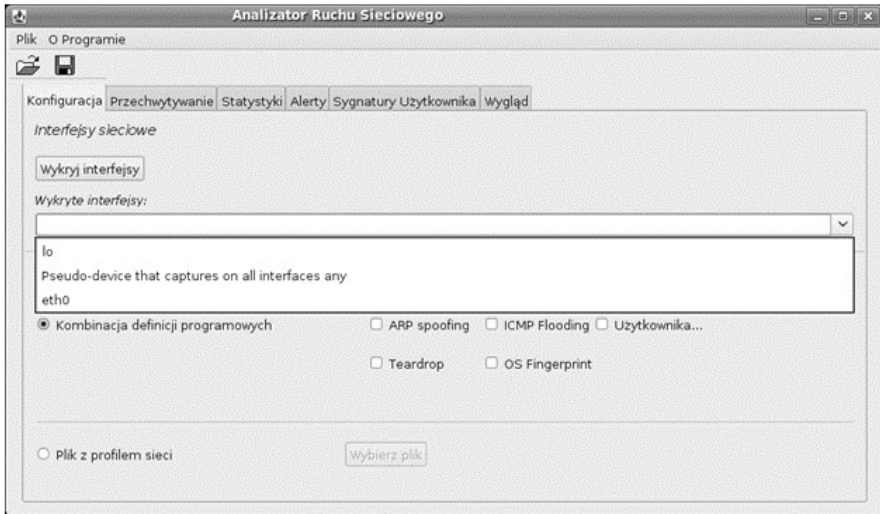 Analizator Ruchu Sieciowego
Plik O Programie
Konfiguracja Przechwytywanie Statystyki Alerty Sygnatury Użytkownika Wygląd
Interfejsy sieciowe
Wykryj interfejsy
Wykryte interfejsy:
lo
Pseudo-device that captures on all interfaces any
eth0
Kombinacja definicji programowych ARP spoofing ICMP Flooding Użytkownika...
Teardrop OS Fingerprint
Plik z profilem sieci Wybierz plik